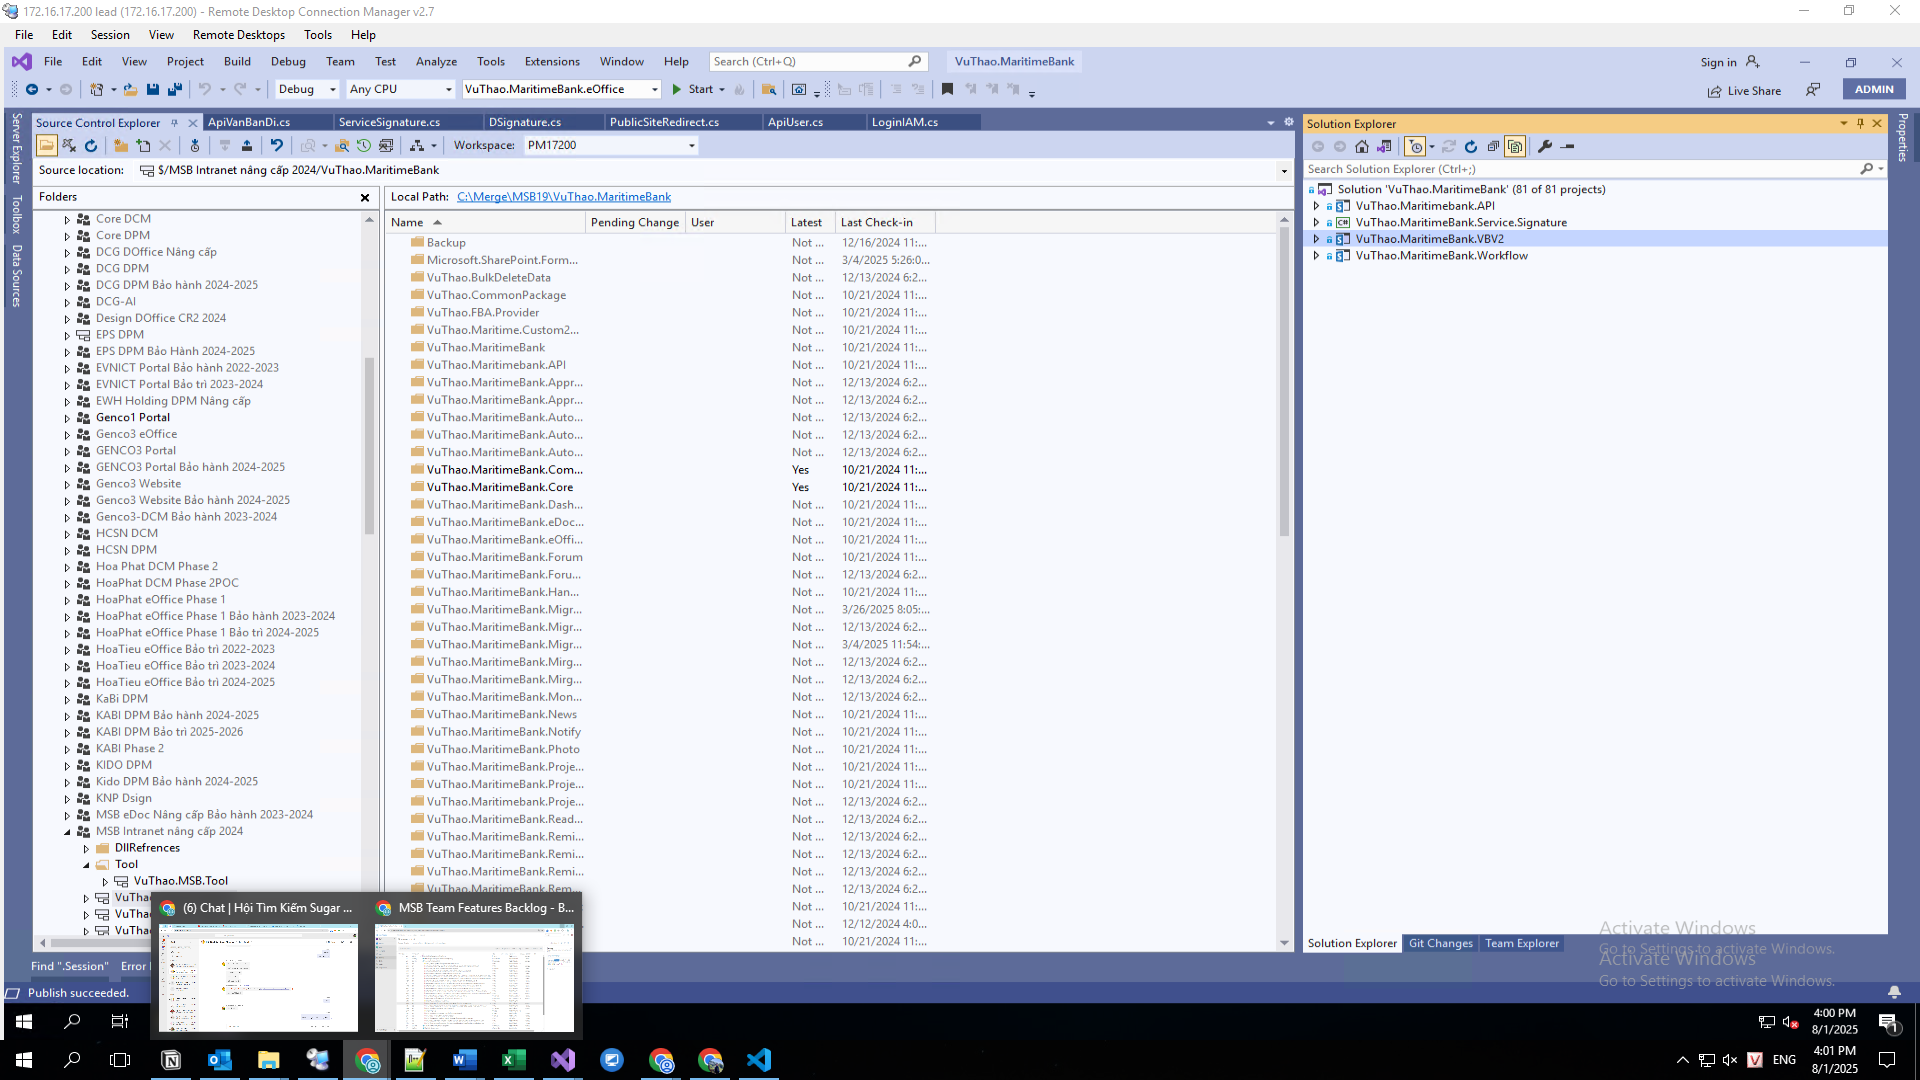 172.16.17.200 lead (172.16.17.200) - Remote Desktop Connection Manager v2.7
File Edit Session View Remote Desktops Tools Help
File Edit View Project Build Debug Team Test Analyze Tools Extensions Window Help Search (Ctrl+Q) VuThao.MaritimeBank Sign in
Debug Any CPU VuThao.MaritimeBank.eOffice Start Live Share ADMIN
Server Explorer
Toolbox
Data Sources
Source Control Explorer ApiVanBanDi.cs ServiceSignature.cs DSignature.cs PublicSiteRedirect.cs ApiUser.cs LoginIAM.cs
Workspace: PM17200
Source location: $/MSB Intranet nâng cấp 2024/VuThao.MaritimeBank
Folders
Core DCM
Core DPM
DCG DOffice Nâng cấp
DCG DPM
DCG DPM Bảo hành 2024-2025
DCG-AI
Design DOffice CR2 2024
EPS DPM
EPS DPM Bảo Hành 2024-2025
EVNICT Portal Bảo hành 2022-2023
EVNICT Portal Bảo trì 2023-2024
EWH Holding DPM Nâng cấp
Genco1 Portal
Genco3 eOffice
GENCO3 Portal
GENCO3 Portal Bảo hành 2024-2025
Genco3 Website
Genco3 Website Bảo hành 2024-2025
Genco3-DCM Bảo hành 2023-2024
HCSN DCM
HCSN DPM
Hoa Phat DCM Phase 2
HoaPhat DCM Phase 2POC
HoaPhat eOffice Phase 1
HoaPhat eOffice Phase 1 Bảo hành 2023-2024
HoaPhat eOffice Phase 1 Bảo trì 2024-2025
HoaTieu eOffice Bảo trì 2022-2023
HoaTieu eOffice Bảo trì 2023-2024
HoaTieu eOffice Bảo trì 2024-2025
KaBi DPM
KABI DPM Bảo hành 2024-2025
KABI DPM Bảo trì 2025-2026
KABI Phase 2
KIDO DPM
Kido DPM Bảo hành 2024-2025
KNP Dsign
MSB eDoc Nâng cấp Bảo hành 2023-2024
MSB Intranet nâng cấp 2024
DllRefrences
Tool
VuThao.MSB.Tool
VuTha
VuTha
VuTha
Local Path: C:\Merge\MSB19\VuThao.MaritimeBank
Name Pending Change User Latest Last Check-in
Backup Not ... 12/16/2024 11:...
Microsoft.SharePoint.Form... Not ... 3/4/2025 5:26:0...
VuThao.BulkDeleteData Not ... 12/13/2024 6:2...
VuThao.CommonPackage Not ... 10/21/2024 11:...
VuThao.FBA.Provider Not ... 10/21/2024 11:...
VuThao.Maritime.Custom2... Not ... 10/21/2024 11:...
VuThao.MaritimeBank Not ... 10/21/2024 11:...
VuThao.Maritimebank.API Not ... 10/21/2024 11:...
VuThao.MaritimeBank.Appr... Not ... 12/13/2024 6:2...
VuThao.MaritimeBank.Appr... Not ... 12/13/2024 6:2...
VuThao.MaritimeBank.Auto... Not ... 12/13/2024 6:2...
VuThao.MaritimeBank.Auto... Not ... 12/13/2024 6:2...
VuThao.MaritimeBank.Auto... Not ... 12/13/2024 6:2...
VuThao.MaritimeBank.Com... Yes 10/21/2024 11:...
VuThao.MaritimeBank.Core Yes 10/21/2024 11:...
VuThao.MaritimeBank.Dash... Not ... 10/21/2024 11:...
VuThao.MaritimeBank.eDoc... Not ... 10/21/2024 11:...
VuThao.MaritimeBank.eOffi... Not ... 10/21/2024 11:...
VuThao.MaritimeBank.Forum Not ... 10/21/2024 11:...
VuThao.MaritimeBank.Foru... Not ... 12/13/2024 6:2...
VuThao.MaritimeBank.Han... Not ... 10/21/2024 11:...
VuThao.MaritimeBank.Migr... Not ... 3/26/2025 8:05:...
VuThao.MaritimeBank.Migr... Not ... 12/13/2024 6:2...
VuThao.MaritimeBank.Migr... Not ... 3/4/2025 11:54:...
VuThao.MaritimeBank.Mirg... Not ... 12/13/2024 6:2...
VuThao.MaritimeBank.Mirg... Not ... 12/13/2024 6:2...
VuThao.MaritimeBank.Mon... Not ... 12/13/2024 6:2...
VuThao.MaritimeBank.News Not ... 10/21/2024 11:...
VuThao.MaritimeBank.Notify Not ... 10/21/2024 11:...
VuThao.MaritimeBank.Photo Not ... 10/21/2024 11:...
VuThao.MaritimeBank.Proje... Not ... 10/21/2024 11:...
VuThao.MaritimeBank.Proje... Not ... 10/21/2024 11:...
VuThao.MaritimeBank.Proje... Not ... 12/13/2024 6:2...
VuThao.MaritimeBank.Read... Not ... 12/13/2024 6:2...
VuThao.MaritimeBank.Remi... Not ... 12/13/2024 6:2...
VuThao.MaritimeBank.Remi... Not ... 12/13/2024 6:2...
VuThao.MaritimeBank.Remi... Not ... 12/13/2024 6:2...
VuThao.MaritimeBank.Rem... Not ... 12/13/2024 6:2...
Not ... 10/21/2024 11:...
Not ... 12/12/2024 4:0...
Not ... 10/21/2024 11:...
Solution Explorer
Search Solution Explorer (Ctrl+;)
Solution 'VuThao.MaritimeBank' (81 of 81 projects)
VuThao.Maritimebank.API
VuThao.MaritimeBank.Service.Signature
VuThao.MaritimeBank.VBV2
VuThao.MaritimeBank.Workflow
Properties
Activate Windows
Go to Settings to activate Windows.
Activate Windows
Go to Settings to activate Windows.
Solution Explorer Git Changes Team Explorer
(6) Chat | Hội Tìm Kiếm Sugar ... MSB Team Features Backlog - B...
Find ".Session" Error
Publish succeeded.
4:00 PM
8/1/2025
1
ENG 4:01 PM
8/1/2025